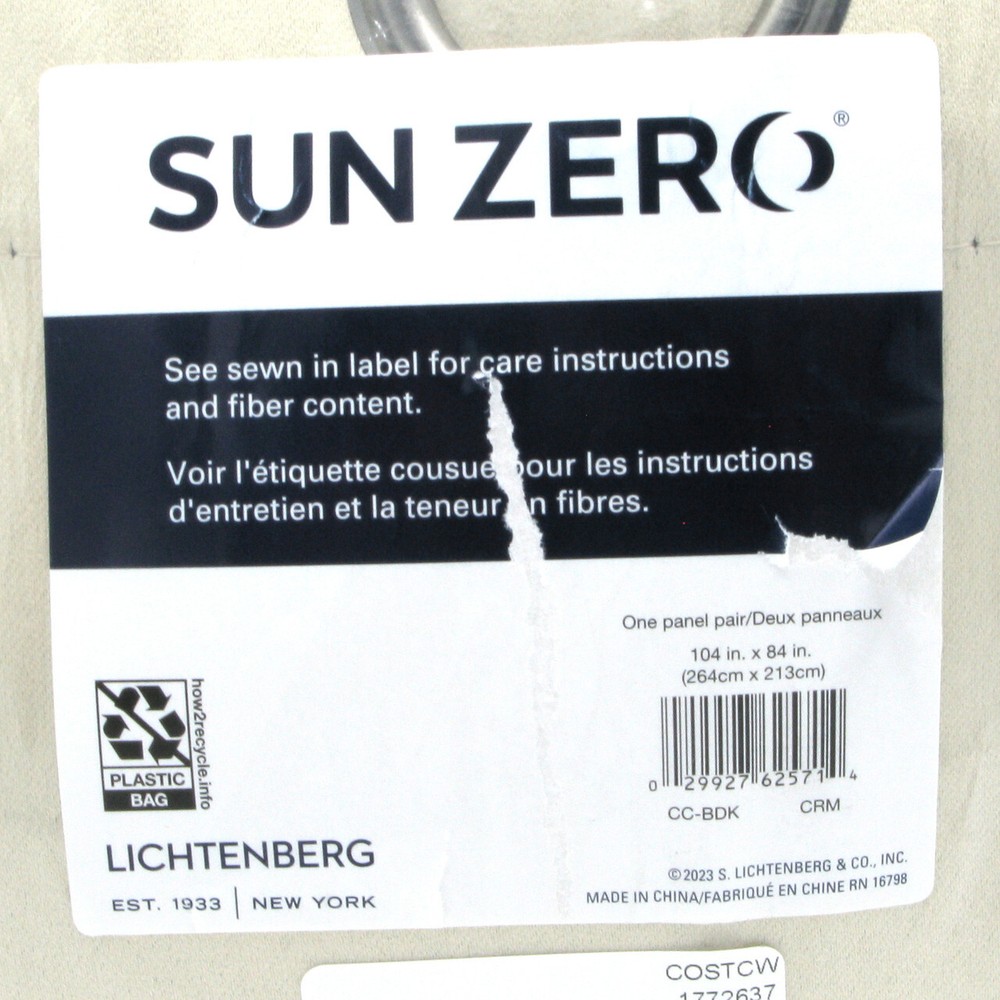 SUN ZERO®
See sewn in label for care instructions
and fiber content.
Voir l'étiquette cousue pour les instructions
d'entretien et la teneur en fibres.
One panel pair/Deux panneaux
104 in. x 84 in.
(264cm x 213cm)
0 29927 62571 4
CC-BDK CRM
how2recycle.info
PLASTIC
BAG
LICHTENBERG
EST. 1933 | NEW YORK
©2023 S. LICHTENBERG & CO., INC.
MADE IN CHINA/FABRIQUÉ EN CHINE RN 16798
COSTCW
1772637